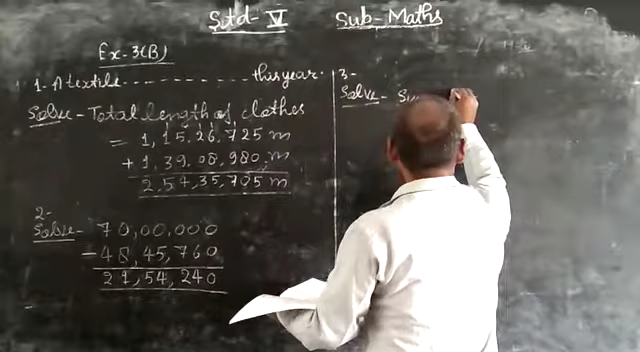 Std- V Sub- Maths
Ex-3(B)
1- A textile - - - - - - - - - - - this year.
Solve - Total length of clothes
= 1,15,26,725 m
+ 1,39,08,980 m
2,54,35,705 m
2-
Solve- 70,00,000
- 48,45,760
21,54,240
3-
Solve -